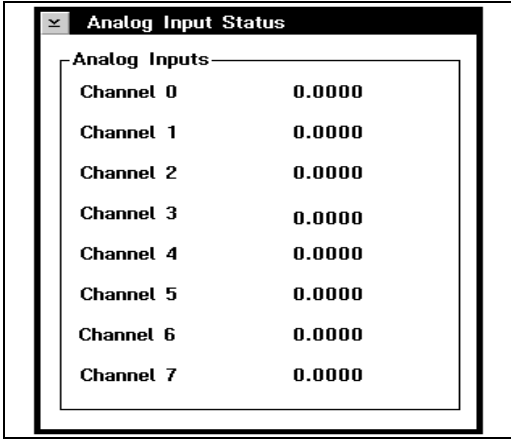 Analog Input Status
Analog Inputs
Channel 0 0.0000
Channel 1 0.0000
Channel 2 0.0000
Channel 3 0.0000
Channel 4 0.0000
Channel 5 0.0000
Channel 6 0.0000
Channel 7 0.0000